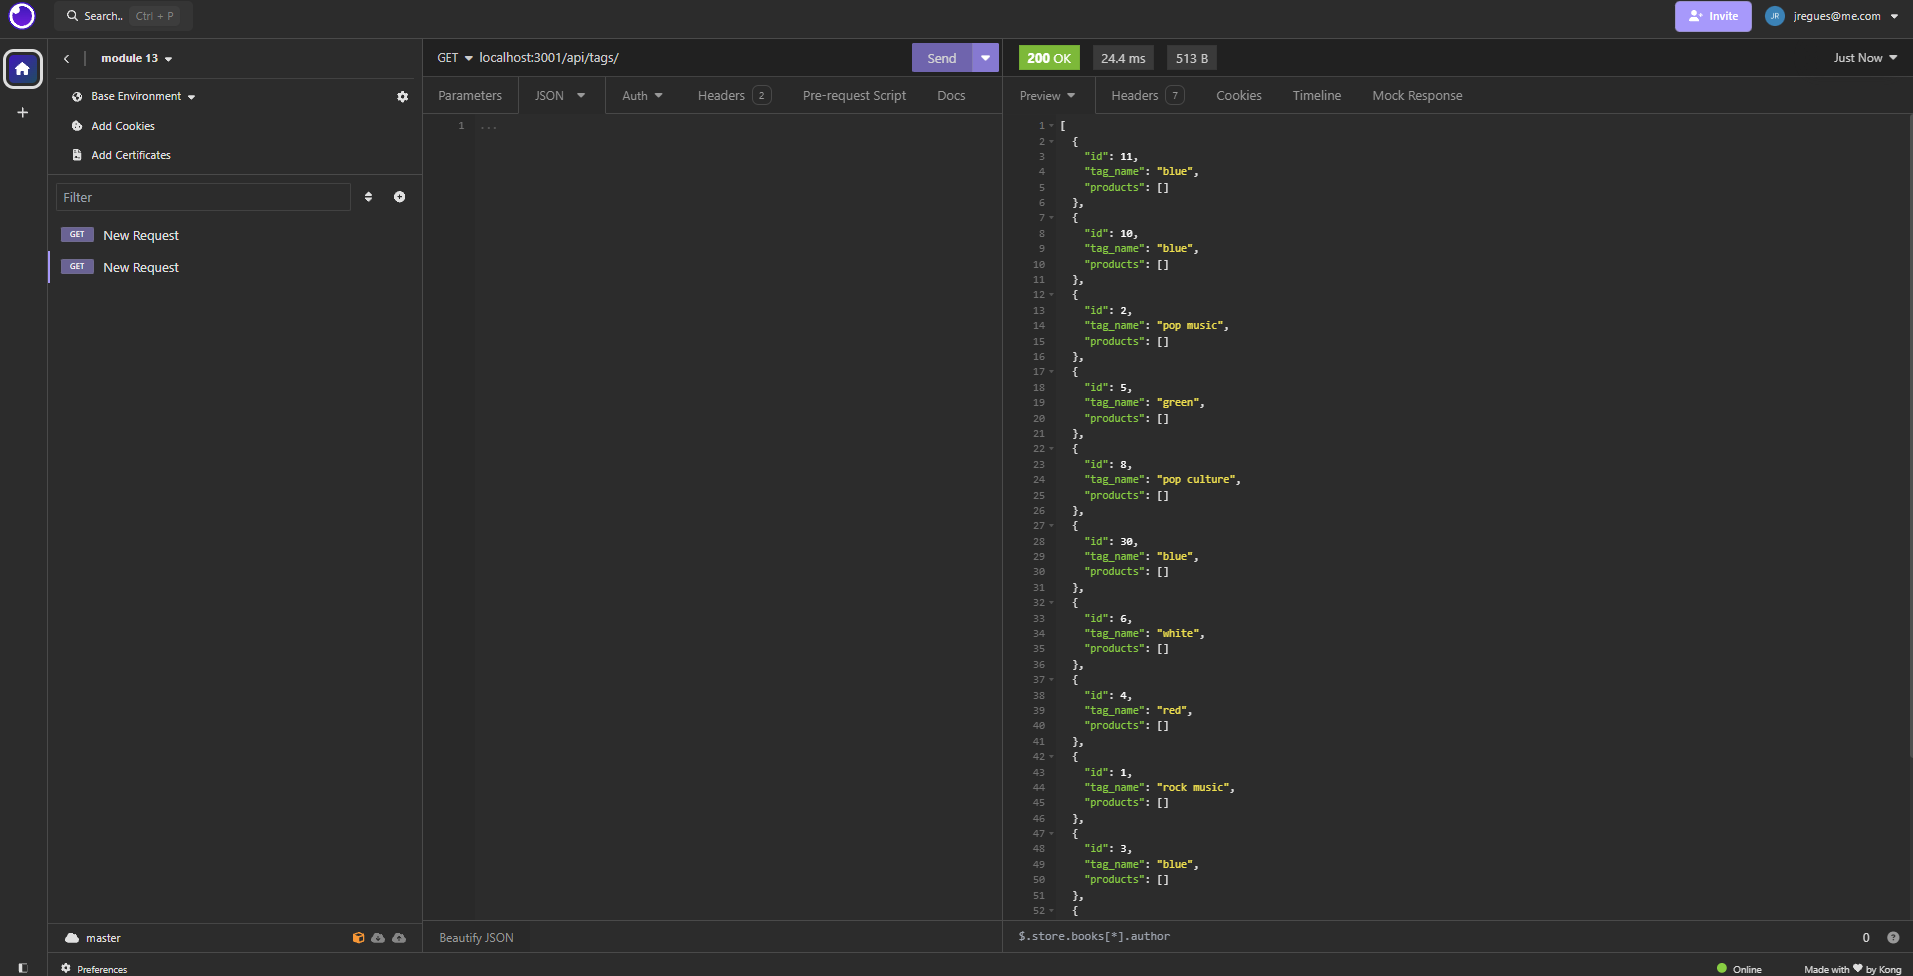 Search.. Ctrl + P
Invite
JR jregues@me.com
module 13
Base Environment
Add Cookies
Add Certificates
Filter
GET New Request
GET New Request
master
Preferences
GET localhost:3001/api/tags/
Send
Parameters JSON Auth Headers 2 Pre-request Script Docs
1 ...
Beautify JSON
200 OK 24.4 ms 513 B Just Now
Preview Headers 7 Cookies Timeline Mock Response
1 [
2 {
3 "id": 11,
4 "tag_name": "blue",
5 "products": []
6 },
7 {
8 "id": 10,
9 "tag_name": "blue",
10 "products": []
11 },
12 {
13 "id": 2,
14 "tag_name": "pop music",
15 "products": []
16 },
17 {
18 "id": 5,
19 "tag_name": "green",
20 "products": []
21 },
22 {
23 "id": 8,
24 "tag_name": "pop culture",
25 "products": []
26 },
27 {
28 "id": 30,
29 "tag_name": "blue",
30 "products": []
31 },
32 {
33 "id": 6,
34 "tag_name": "white",
35 "products": []
36 },
37 {
38 "id": 4,
39 "tag_name": "red",
40 "products": []
41 },
42 {
43 "id": 1,
44 "tag_name": "rock music",
45 "products": []
46 },
47 {
48 "id": 3,
49 "tag_name": "blue",
50 "products": []
51 },
52 {
$.store.books[*].author 0
Online Made with ❤ by Kong